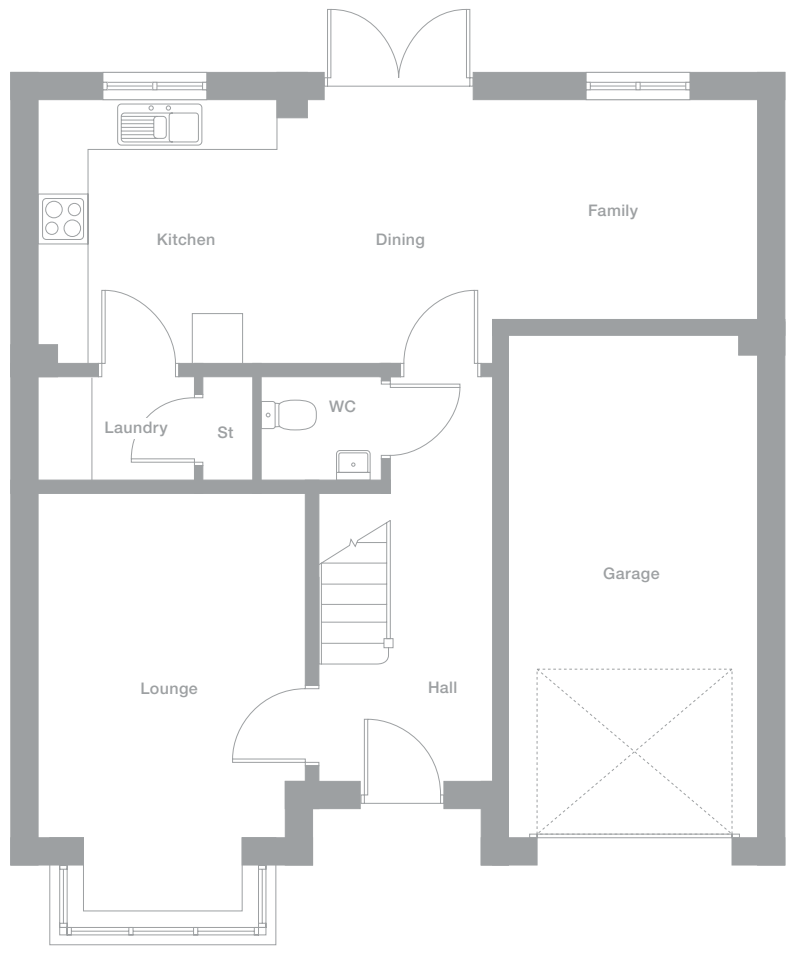 Family
Kitchen
Dining
WC
Laundry
St
Garage
Lounge
Hall